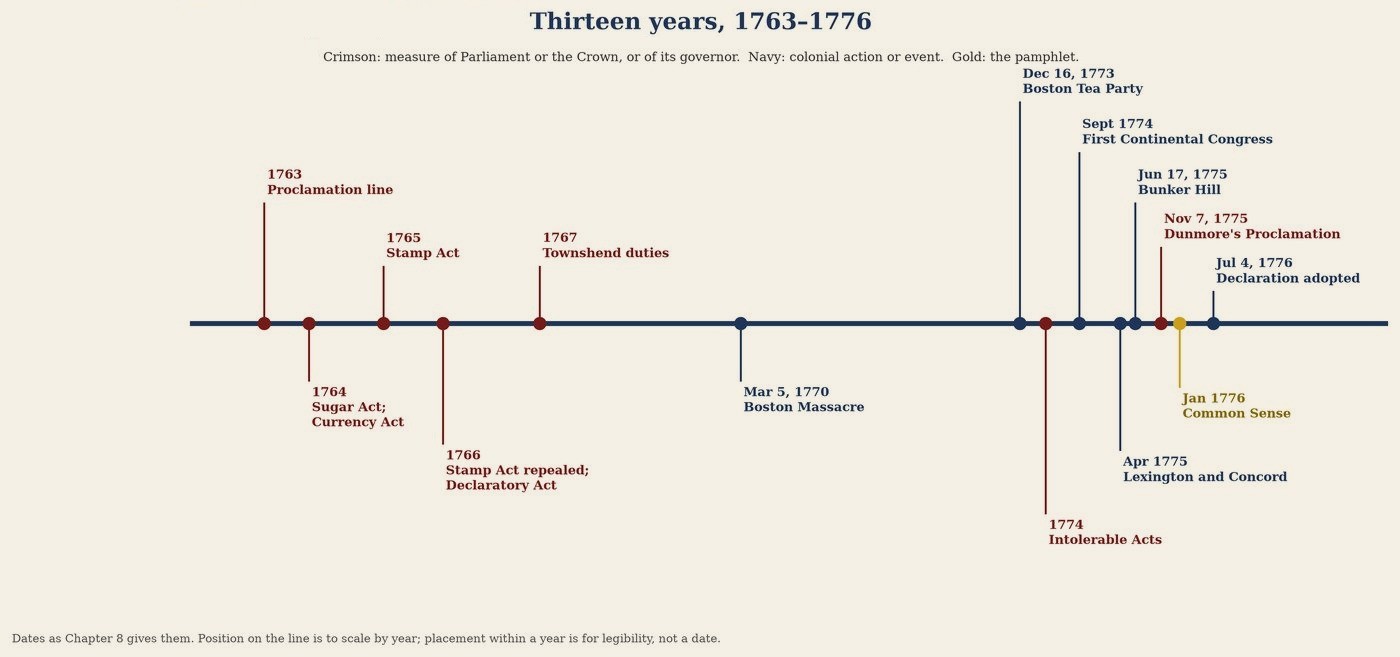 Thirteen years, 1763–1776
Crimson: measure of Parliament or the Crown, or of its governor.  Navy: colonial action or event.  Gold: the pamphlet.
Dec 16, 1773
Boston Tea Party
Sept 1774
First Continental Congress
1763
Proclamation line
Jun 17, 1775
Bunker Hill
Nov 7, 1775
Dunmore's Proclamation
1765
Stamp Act
1767
Townshend duties
Jul 4, 1776
Declaration adopted
1764
Sugar Act;
Currency Act
Mar 5, 1770
Boston Massacre
Jan 1776
Common Sense
1766
Stamp Act repealed;
Declaratory Act
Apr 1775
Lexington and Concord
1774
Intolerable Acts
Dates as Chapter 8 gives them. Position on the line is to scale by year; placement within a year is for legibility, not a date.